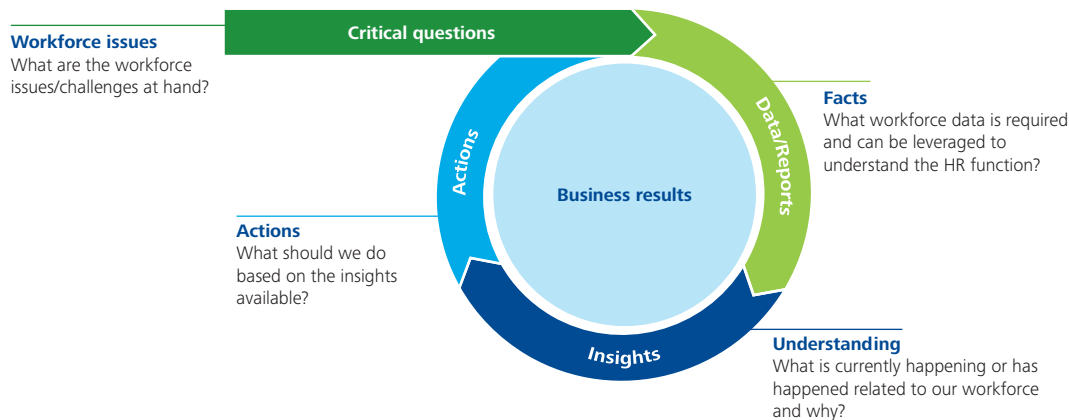 Critical questions
Workforce issues
What are the workforce
issues/challenges at hand?
Data/Reports
Facts
What workforce data is required
and can be leveraged to
understand the HR function?
Business results
Actions
Actions
What should we do
based on the insights
available?
Insights
Understanding
What is currently happening or has
happened related to our workforce
and why?